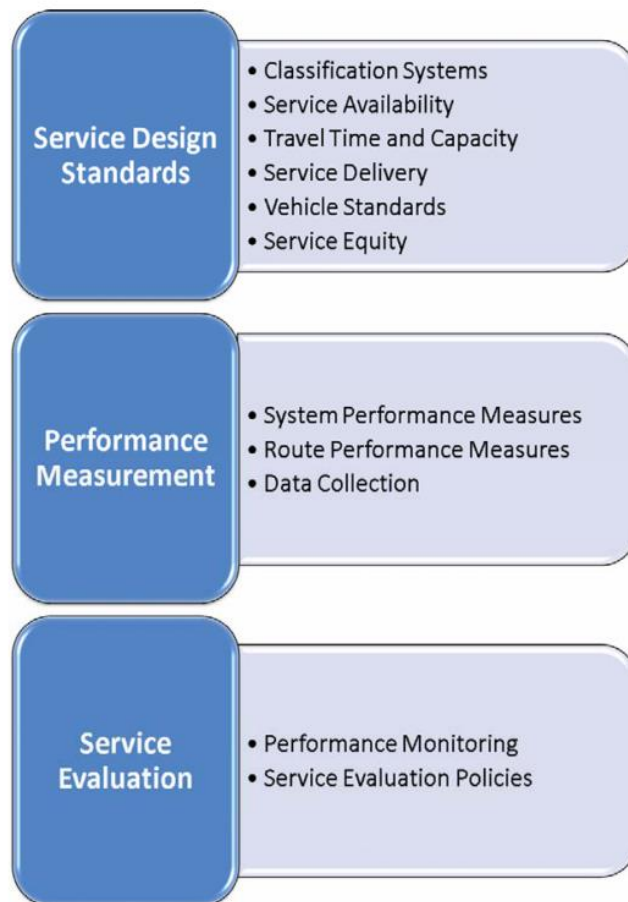 Service Design
Standards
• Classification Systems
• Service Availability
• Travel Time and Capacity
• Service Delivery
• Vehicle Standards
• Service Equity
Performance
Measurement
• System Performance Measures
• Route Performance Measures
• Data Collection
Service
Evaluation
• Performance Monitoring
• Service Evaluation Policies